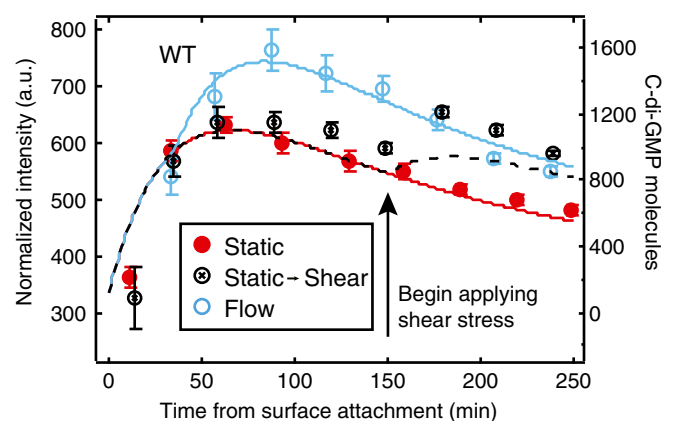 WT
Normalized intensity (a.u.)
800
700
600
500
400
300
1600
1200
800
400
0
C-di-GMP molecules
Static
Static→Shear
Flow
Begin applying
shear stress
0
50
100
150
200
250
Time from surface attachment (min)